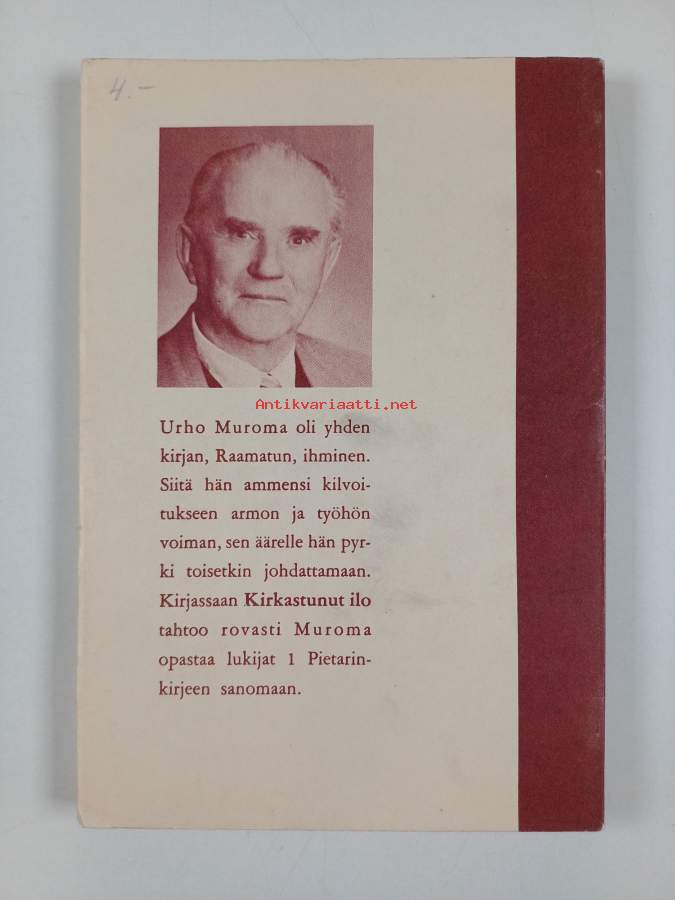 4.-
Antikvariaatti.net
Urho Muroma oli yhden
kirjan, Raamatun, ihminen.
Siitä hän ammensi kilvoi-
tukseen armon ja työhön
voiman, sen äärelle hän pyr-
ki toisetkin johdattamaan.
Kirjassaan Kirkastunut ilo
tahtoo rovasti Muroma
opastaa lukijat 1 Pietarin-
kirjeen sanomaan.